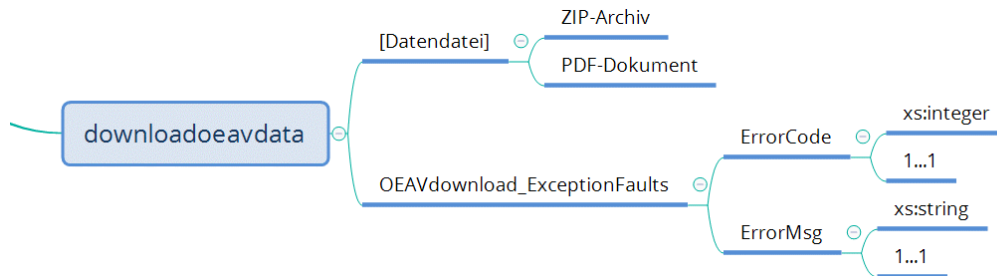 downloadoeavdata
[Datendatei]
ZIP-Archiv
PDF-Dokument
OEAVdownload_ExceptionFaults
ErrorCode
xs:integer
1...1
ErrorMsg
xs:string
1...1